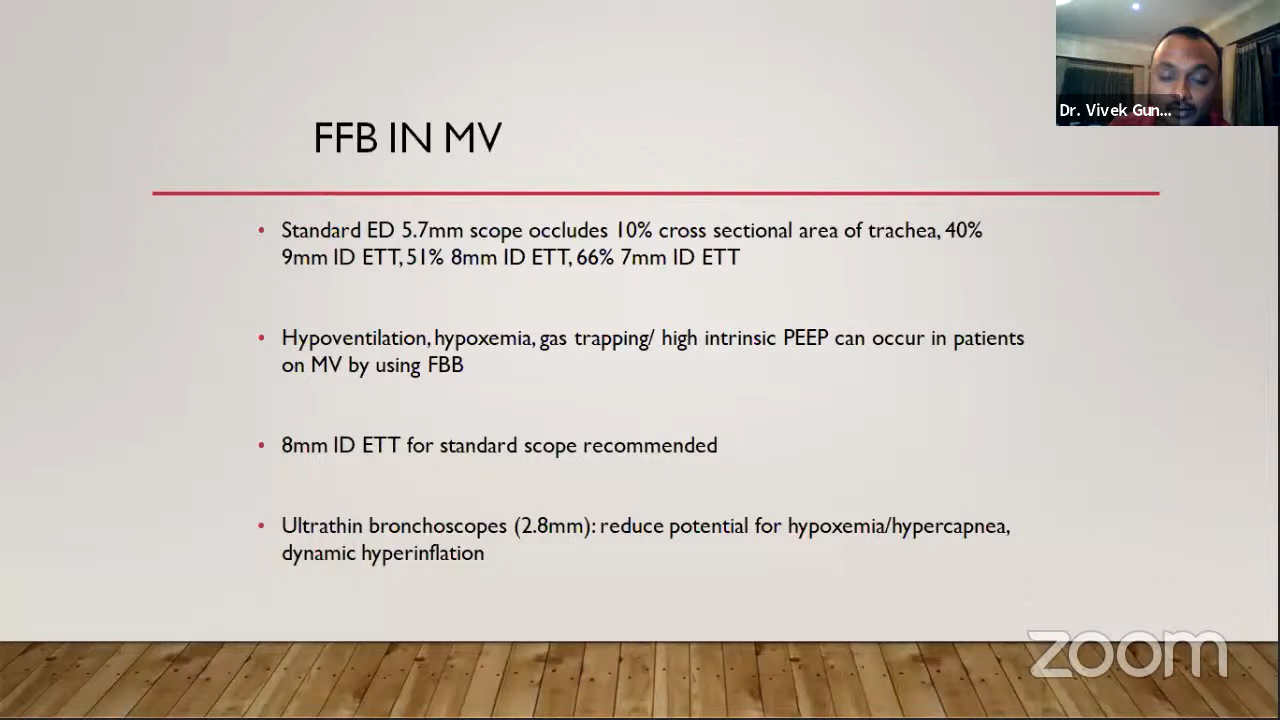 Dr. Vivek Gun...
FFB IN MV
• Standard ED 5.7mm scope occludes 10% cross sectional area of trachea, 40%
9mm ID ETT, 51% 8mm ID ETT, 66% 7mm ID ETT
• Hypoventilation, hypoxemia, gas trapping/ high intrinsic PEEP can occur in patients
on MV by using FBB
• 8mm ID ETT for standard scope recommended
• Ultrathin bronchoscopes (2.8mm): reduce potential for hypoxemia/hypercapnea,
dynamic hyperinflation
zoom